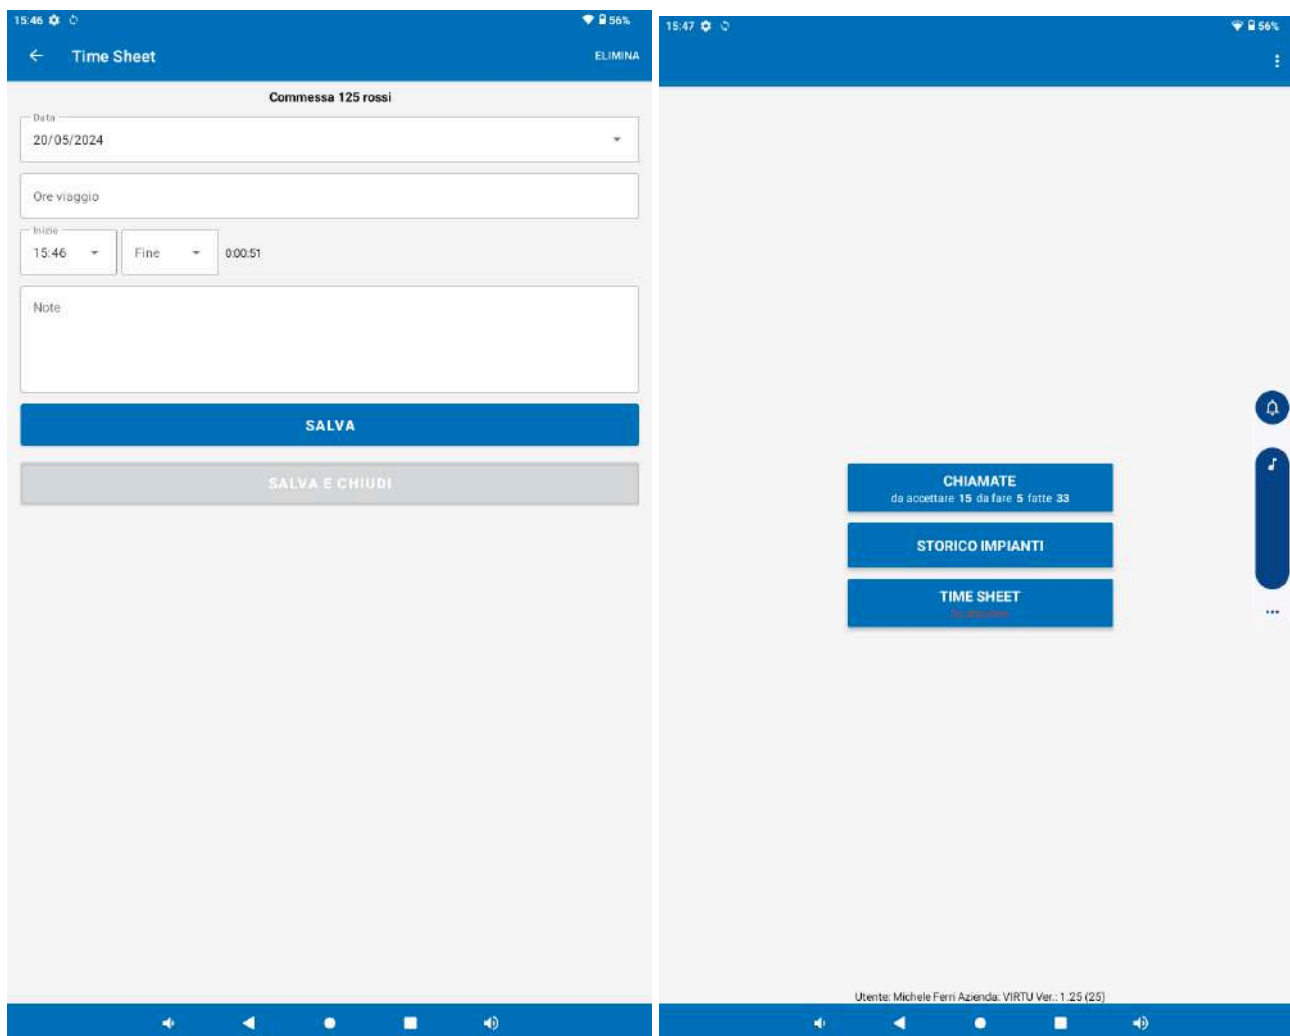 15:46
56%
Time Sheet
ELIMINA
Commessa 125 rossi
Data
20/05/2024
Ore viaggio
Inizio
15:46
Fine
0:00:51
Note
SALVA
SALVA E CHIUDI
15:47
56%
CHIAMATE
da accettare 15 da fare 5 fatte 33
STORICO IMPIANTI
TIME SHEET
Utente: Michele Ferri Azienda: VIRTU Ver.: 1.25 (25)